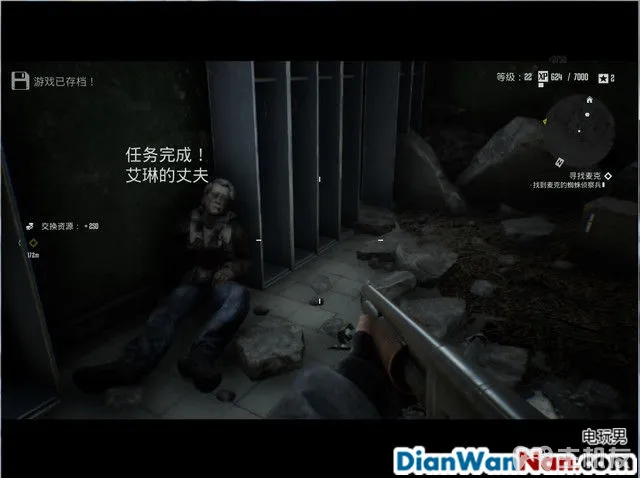 游戏已存档！
等级：22 XP 624 / 7000 2
任务完成！
艾琳的丈夫
寻找麦克
· 找到麦克的蜘蛛侦察兵
交换资源： +250
172m
电玩男
DianWanNan.com